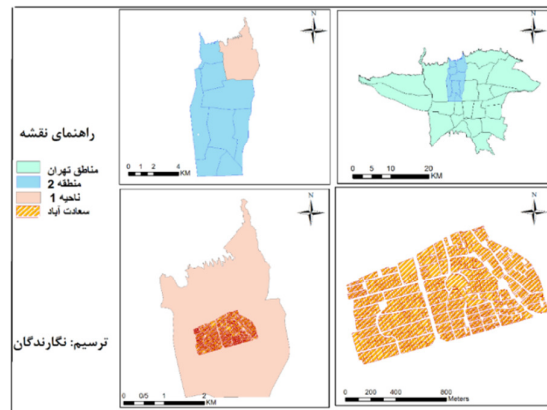 راهنمای نقشه
مناطق تهران
منطقه 2
ناحیه 1
سعادت آباد
ترسیم: نگارندگان
N
0 1 2 4
KM
N
0 5 10 20
KM
N
0 0/5 1 2
KM
N
0 200 400 800
Meters